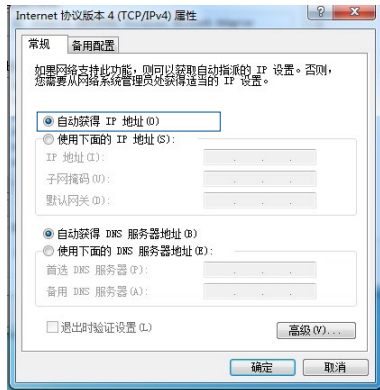 Internet 协议版本 4 (TCP/IPv4) 属性
常规 备用配置
如果网络支持此功能，则可以获取自动指派的 IP 设置。否则，
您需要从网络系统管理员处获得适当的 IP 设置。
自动获得 IP 地址(O)
使用下面的 IP 地址(S):
IP 地址(I):
子网掩码(U):
默认网关(D):
自动获得 DNS 服务器地址(B)
使用下面的 DNS 服务器地址(E):
首选 DNS 服务器(P):
备用 DNS 服务器(A):
退出时验证设置(L)
高级(V)...
确定 取消